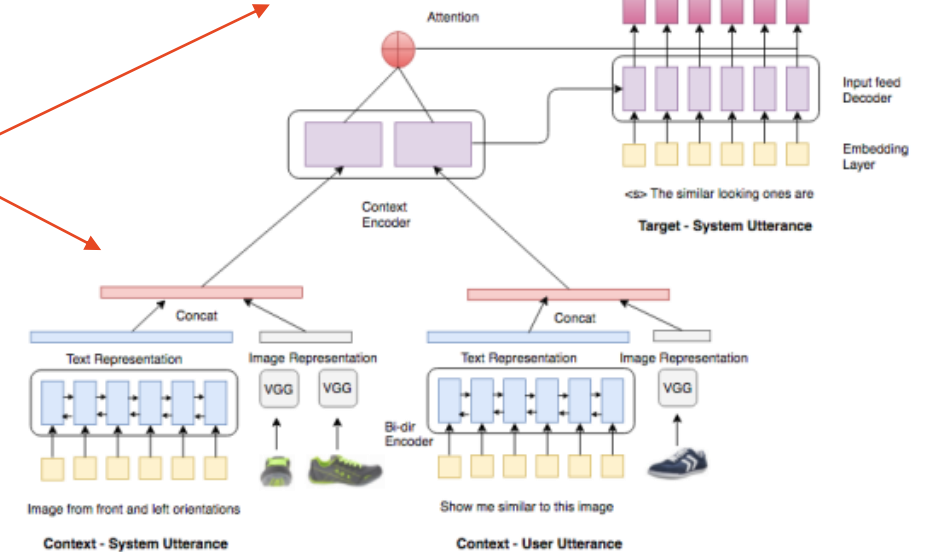 Attention
Input feed
Decoder
Embedding
Layer
<s> The similar looking ones are
Target - System Utterance
Context
Encoder
Concat
Concat
Text Representation
Image Representation
Text Representation
Image Representation
VGG
VGG
VGG
Bi-dir
Encoder
Image from front and left orientations
Show me similar to this image
Context - System Utterance
Context - User Utterance